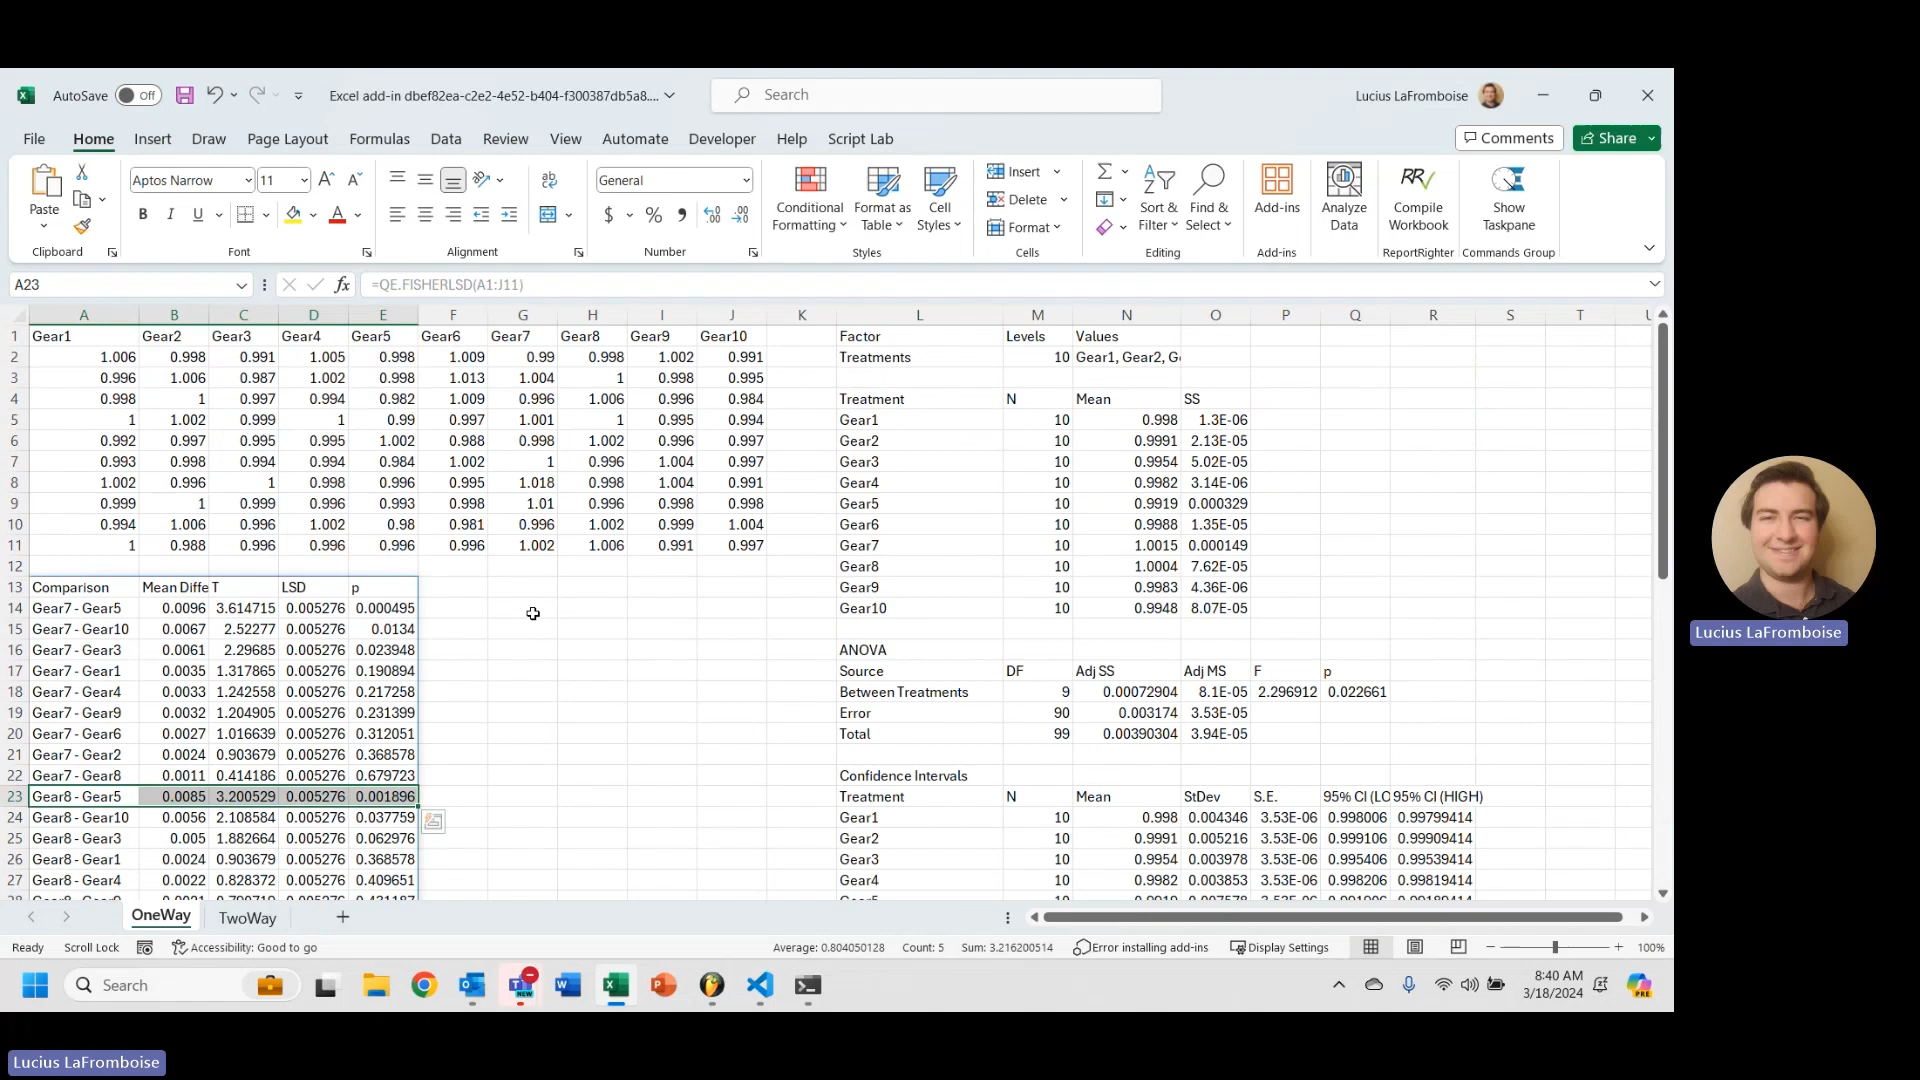 AutoSave Off Excel add-in dbef82ea-c2e2-4e52-b404-f300387db5a8.... Search Lucius LaFromboise
File Home Insert Draw Page Layout Formulas Data Review View Automate Developer Help Script Lab Comments Share
Paste Aptos Narrow 11 General Conditional Formatting Format as Table Cell Styles Insert Delete Format Sort & Filter Find & Select Add-ins Analyze Data Compile Workbook Show Taskpane
Clipboard Font Alignment Number Styles Cells Editing Add-ins ReportRighter Commands Group
A23 =QE.FISHERLSD(A1:J11)
A B C D E F G H I J K L M N O P Q R S T
1 Gear1 Gear2 Gear3 Gear4 Gear5 Gear6 Gear7 Gear8 Gear9 Gear10 Factor Levels Values
2 1.006 0.998 0.991 1.005 0.998 1.009 0.99 0.998 1.002 0.991 Treatments 10 Gear1, Gear2, G
3 0.996 1.006 0.987 1.002 0.998 1.013 1.004 1 0.998 0.995
4 0.998 1 0.997 0.994 0.982 1.009 0.996 1.006 0.996 0.984 Treatment N Mean SS
5 1 1.002 0.999 1 0.99 0.997 1.001 1 0.995 0.994 Gear1 10 0.998 1.3E-06
6 0.992 0.997 0.995 0.995 1.002 0.988 0.998 1.002 0.996 0.997 Gear2 10 0.9991 2.13E-05
7 0.993 0.998 0.994 0.994 0.984 1.002 1 0.996 1.004 0.997 Gear3 10 0.9954 5.02E-05
8 1.002 0.996 1 0.998 0.996 0.995 1.018 0.998 1.004 0.991 Gear4 10 0.9982 3.14E-06
9 0.999 1 0.999 0.996 0.993 0.998 1.01 0.996 0.998 0.998 Gear5 10 0.9919 0.000329
10 0.994 1.006 0.996 1.002 0.98 0.981 0.996 1.002 0.999 1.004 Gear6 10 0.9988 1.35E-05
11 1 0.988 0.996 0.996 0.996 0.996 1.002 1.006 0.991 0.997 Gear7 10 1.0015 0.000149
12 Gear8 10 1.0004 7.62E-05
13 Comparison Mean Diffe T LSD p Gear9 10 0.9983 4.36E-06
14 Gear7 - Gear5 0.0096 3.614715 0.005276 0.000495 Gear10 10 0.9948 8.07E-05
15 Gear7 - Gear10 0.0067 2.52277 0.005276 0.0134
16 Gear7 - Gear3 0.0061 2.29685 0.005276 0.023948 ANOVA
17 Gear7 - Gear1 0.0035 1.317865 0.005276 0.190894 Source DF Adj SS Adj MS F p
18 Gear7 - Gear4 0.0033 1.242558 0.005276 0.217258 Between Treatments 9 0.00072904 8.1E-05 2.296912 0.022661
19 Gear7 - Gear9 0.0032 1.204905 0.005276 0.231399 Error 90 0.003174 3.53E-05
20 Gear7 - Gear6 0.0027 1.016639 0.005276 0.312051 Total 99 0.00390304 3.94E-05
21 Gear7 - Gear2 0.0024 0.903679 0.005276 0.368578
22 Gear7 - Gear8 0.0011 0.414186 0.005276 0.679723 Confidence Intervals
23 Gear8 - Gear5 0.0085 3.200529 0.005276 0.001896 Treatment N Mean StDev S.E. 95% CI (LO 95% CI (HIGH)
24 Gear8 - Gear10 0.0056 2.108584 0.005276 0.037759 Gear1 10 0.998 0.004346 3.53E-06 0.998006 0.99799414
25 Gear8 - Gear3 0.005 1.882664 0.005276 0.062976 Gear2 10 0.9991 0.005216 3.53E-06 0.999106 0.99909414
26 Gear8 - Gear1 0.0024 0.903679 0.005276 0.368578 Gear3 10 0.9954 0.003978 3.53E-06 0.995406 0.99539414
27 Gear8 - Gear4 0.0022 0.828372 0.005276 0.409651 Gear4 10 0.9982 0.003853 3.53E-06 0.998206 0.99819414
OneWay TwoWay
Ready Scroll Lock Accessibility: Good to go Average: 0.804050128 Count: 5 Sum: 3.216200514 Error installing add-ins Display Settings 100%
Search 8:40 AM
3/18/2024
Lucius LaFromboise
Lucius LaFromboise